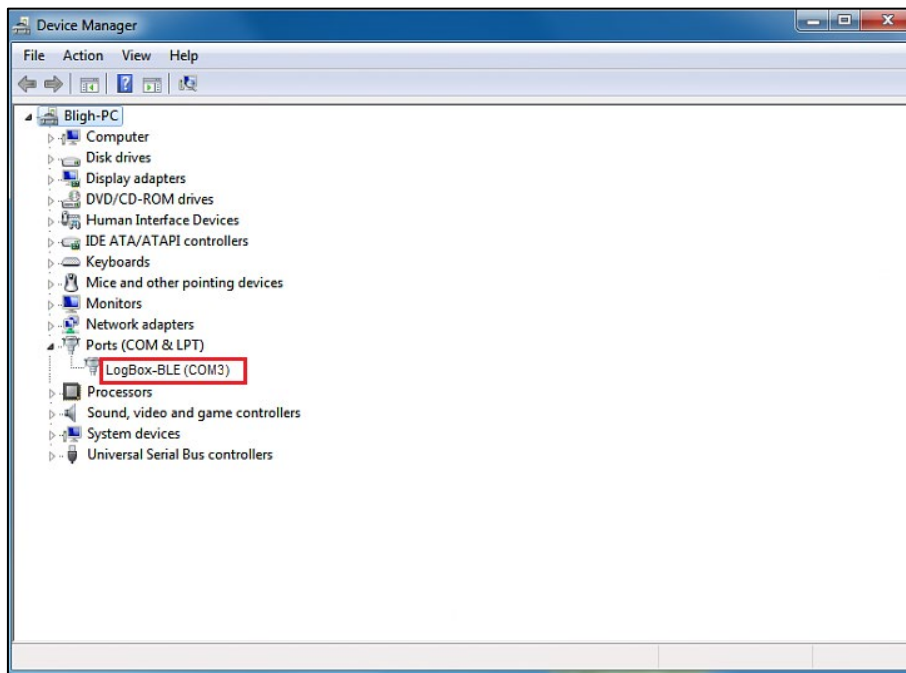 Device Manager
File Action View Help
Bligh-PC
Computer
Disk drives
Display adapters
DVD/CD-ROM drives
Human Interface Devices
IDE ATA/ATAPI controllers
Keyboards
Mice and other pointing devices
Monitors
Network adapters
Ports (COM & LPT)
LogBox-BLE (COM3)
Processors
Sound, video and game controllers
System devices
Universal Serial Bus controllers